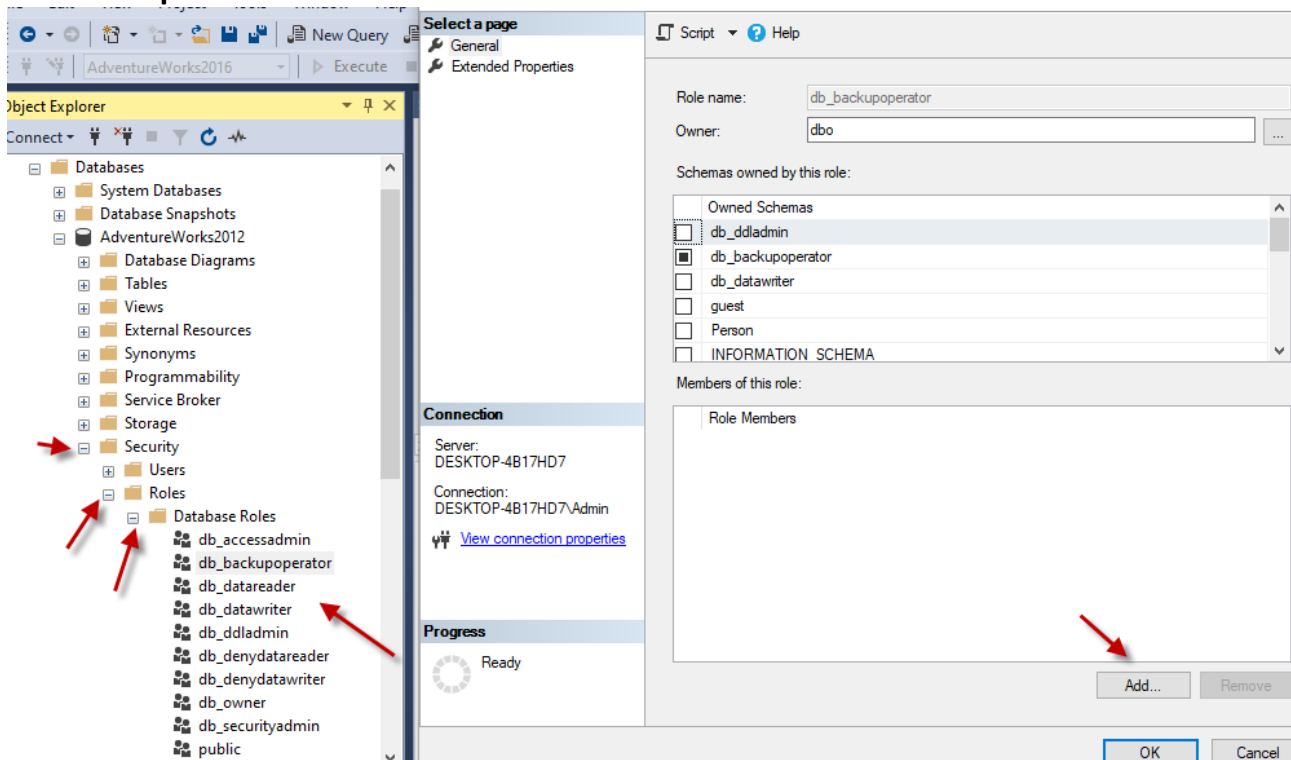 New Query
AdventureWorks2016
Execute
Object Explorer
Connect
Databases
System Databases
Database Snapshots
AdventureWorks2012
Database Diagrams
Tables
Views
External Resources
Synonyms
Programmability
Service Broker
Storage
Security
Users
Roles
Database Roles
db_accessadmin
db_backupoperator
db_datareader
db_datawriter
db_ddladmin
db_denydatareader
db_denydatawriter
db_owner
db_securityadmin
public
Select a page
General
Extended Properties
Connection
Server:
DESKTOP-4B17HD7
Connection:
DESKTOP-4B17HD7\Admin
View connection properties
Progress
Ready
Script Help
Role name: db_backupoperator
Owner: dbo ...
Schemas owned by this role:
Owned Schemas
db_ddladmin
db_backupoperator
db_datawriter
guest
Person
INFORMATION_SCHEMA
Members of this role:
Role Members
Add... Remove
OK Cancel